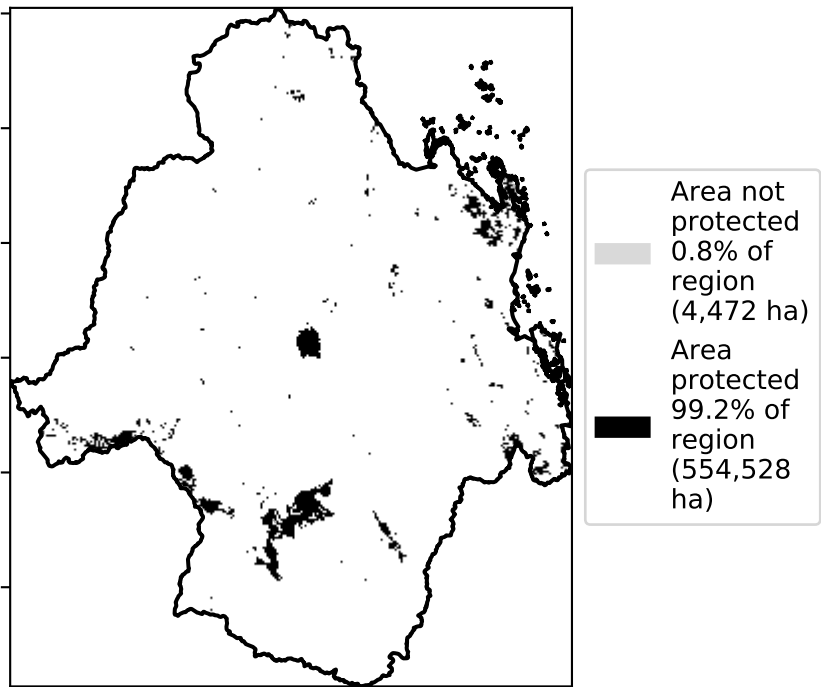 Area not
protected
0.8% of
region
(4,472 ha)
Area
protected
99.2% of
region
(554,528
ha)